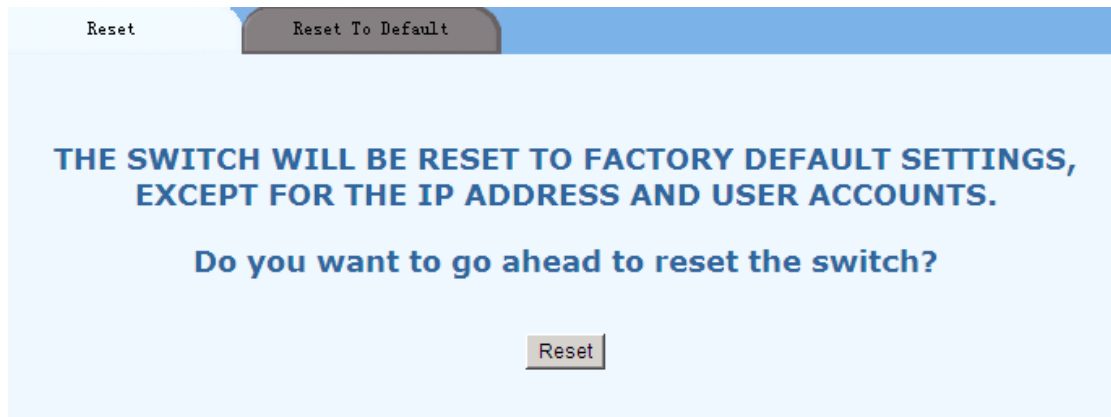 Reset
Reset To Default
THE SWITCH WILL BE RESET TO FACTORY DEFAULT SETTINGS,
EXCEPT FOR THE IP ADDRESS AND USER ACCOUNTS.
Do you want to go ahead to reset the switch?
Reset